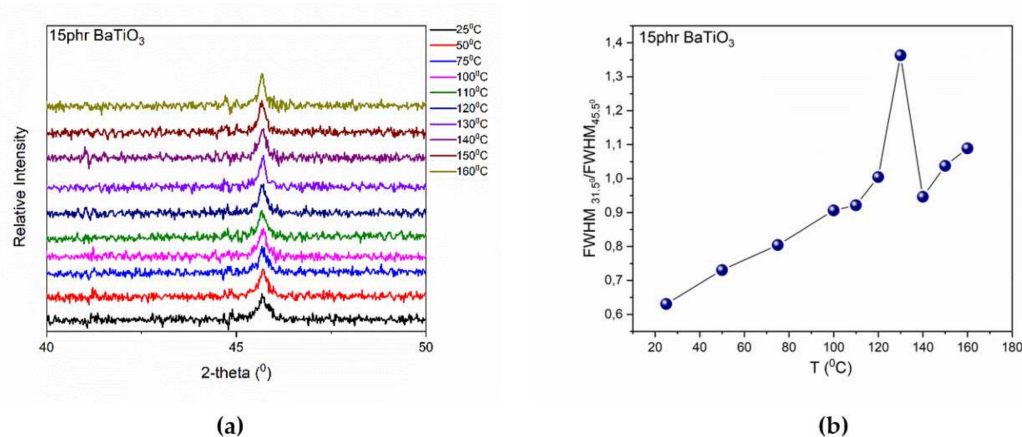 15phr BaTiO₃
25⁰C
50⁰C
75⁰C
100⁰C
110⁰C
120⁰C
130⁰C
140⁰C
150⁰C
160⁰C
Relative Intensity
40
45
50
2-theta (⁰)
(a)
15phr BaTiO₃
FWHM 31.5⁰/FWHM45.5⁰
1,4
1,3
1,2
1,1
1,0
0,9
0,8
0,7
0,6
20
40
60
80
100
120
140
160
180
T (⁰C)
(b)